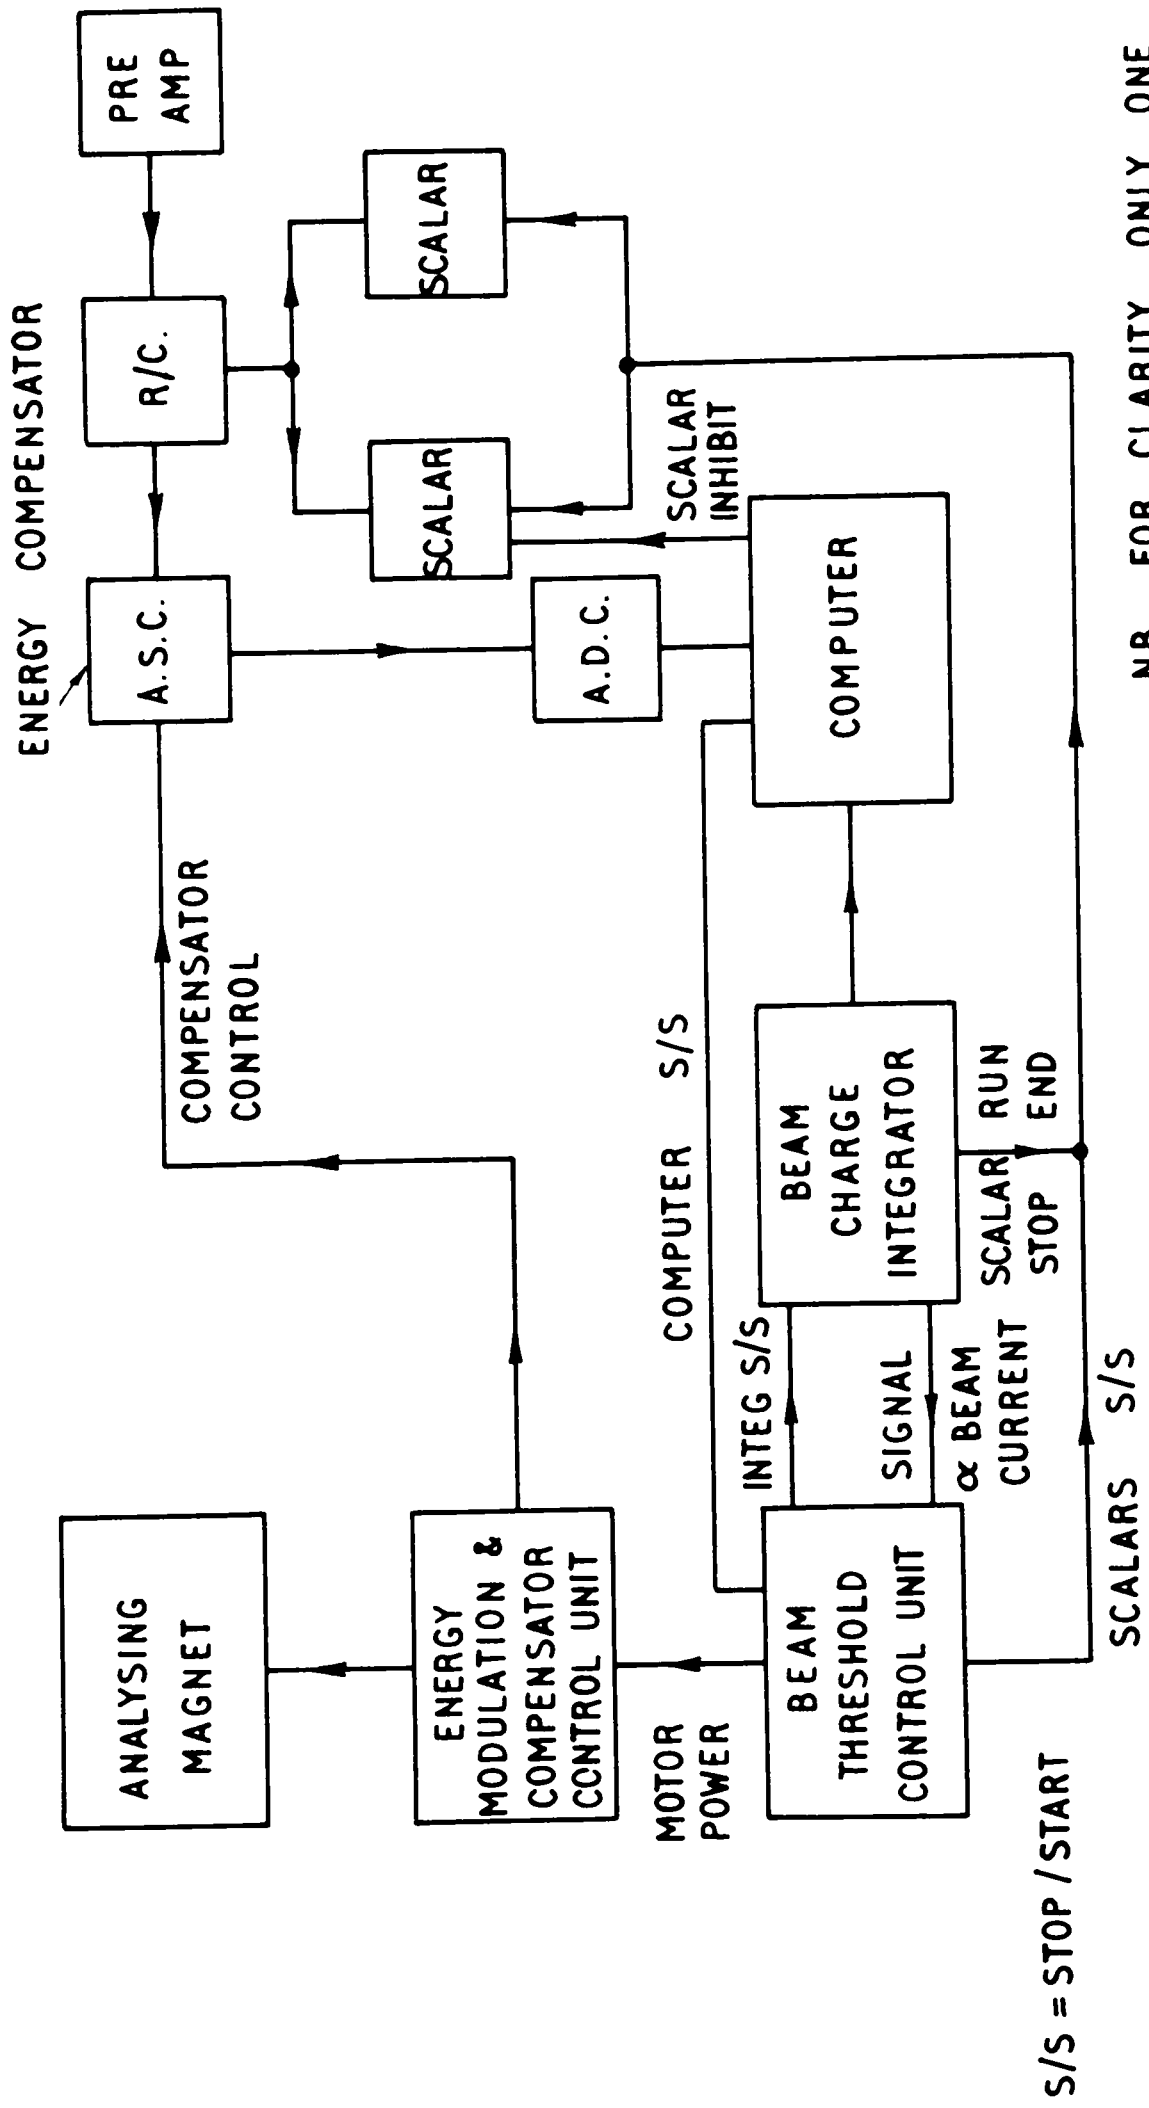 ENERGY COMPENSATOR
ANALYSING
MAGNET
A.S.C.
R/C.
PRE
AMP
COMPENSATOR
CONTROL
ENERGY
MODULATION &
COMPENSATOR
CONTROL UNIT
SCALAR
SCALAR
A.D.C.
SCALAR
INHIBIT
MOTOR
POWER
COMPUTER S/S
INTEG S/S
BEAM
THRESHOLD
CONTROL UNIT
SIGNAL
∝ BEAM
CURRENT
BEAM
CHARGE
INTEGRATOR
COMPUTER
SCALAR RUN
STOP END
SCALARS S/S
S/S = STOP / START
NB FOR CLARITY ONLY ONE